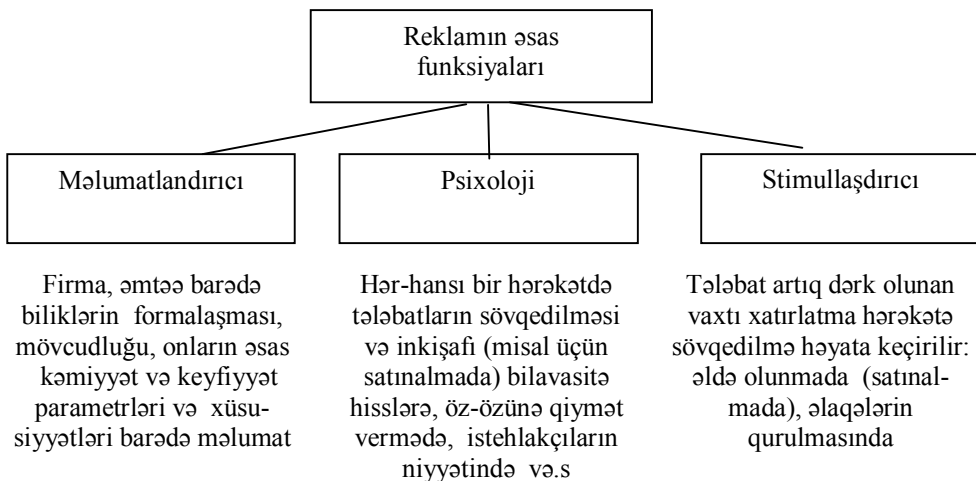 Reklamın əsas
funksiyaları
Məlumatlandırıcı
Psixoloji
Stimullaşdırıcı
Firma, əmtəə barədə
biliklərin formalaşması,
mövcudluğu, onların əsas
kəmiyyət və keyfiyyət
parametrləri və xüsu-
siyyətləri barədə məlumat
Hər-hansı bir hərəkətdə
tələbatların sövqedilməsi
və inkişafı (misal üçün
satınalmada) bilavasitə
hisslərə, öz-özünə qiymət
vermədə, istehlakçıların
niyyətində və.s
Tələbat artıq dərk olunan
vaxtı xatırlatma hərəkətə
sövqedilmə həyata keçirilir:
əldə olunmada (satınal-
mada), əlaqələrin
qurulmasında